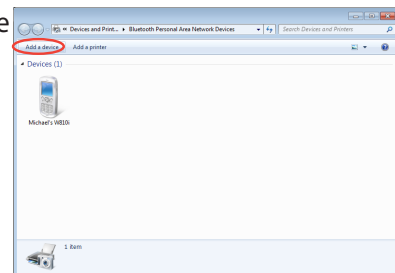 e
« Devices and Print... ▸ Bluetooth Personal Area Network Devices
Search Devices and Printers
Add a device
Add a printer
Devices (1)
Michael's W810i
1 item